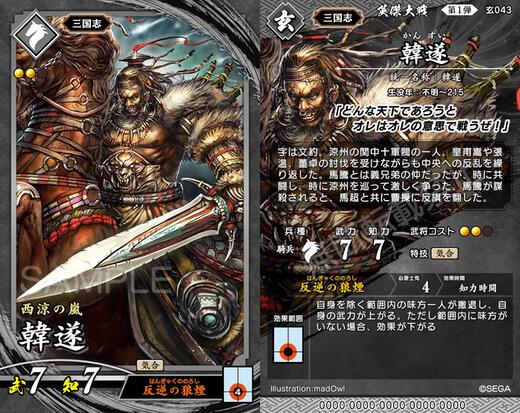 三国志
SAMPLE
西涼の嵐
韓遂
気合
武7 知7
はんぎゃくののろし
反逆の狼煙
4
玄
三国志
英傑大戦
第1弾
玄043
かん すい
韓遂
統一名称:韓遂
生没年:不明~215
「どんな天下であろうと
オレはオレの意思で戦うぜ!」
字は文約。涼州の関中十軍閥の一人。皇甫嵩や張
温、董卓の討伐を受けながらも中央への反乱を繰
り返した。馬騰とは義兄弟の仲だったが、時に共
闘し、時に涼州を巡って激しく争った。馬騰が謀
殺されると、馬超と共に曹操に反旗を翻した。
兵種 武力 知力 武将コスト
騎兵 7 7 特技 気合
はんぎゃくののろし 必要士気 効果時間
反逆の狼煙 4 知力時間
効果範囲
自身を除く範囲内の味方一人が撤退し、自
身の武力が上がる。ただし範囲内に味方が
いない場合、効果が下がる
Illustration:madOwl
©SEGA
0000-0000-0000-0000-0000